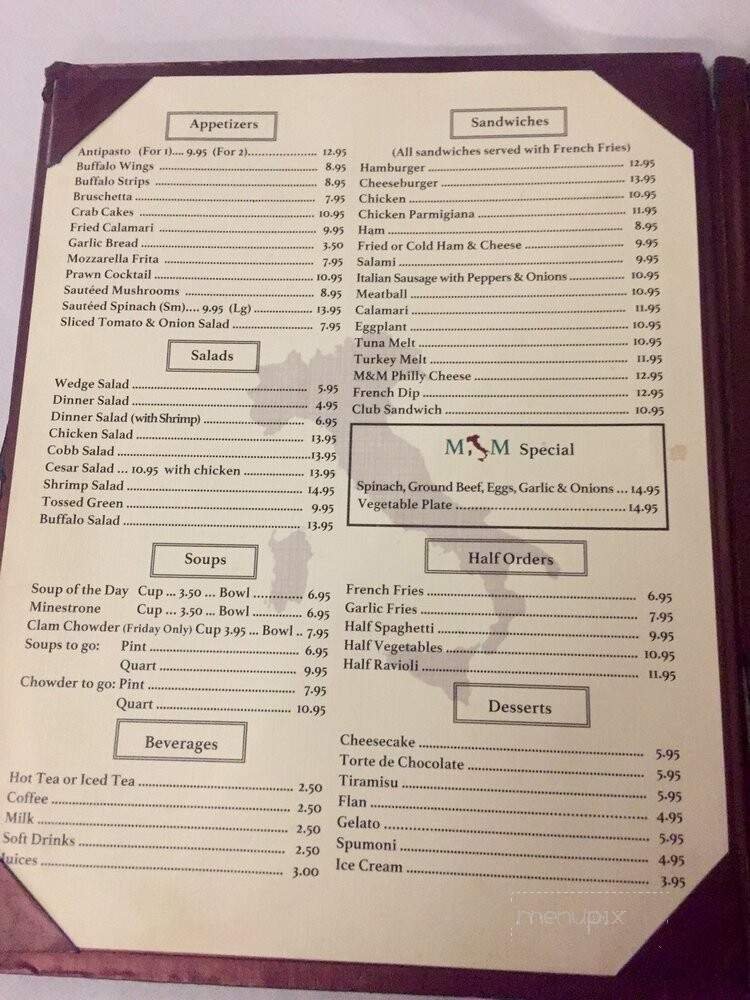 Appetizers
Antipasto (For 1).... 9.95 (For 2)...................... 12.95
Buffalo Wings ................................................ 8.95
Buffalo Strips ................................................ 8.95
Bruschetta ..................................................... 7.95
Crab Cakes ................................................... 10.95
Fried Calamari .............................................. 9.95
Garlic Bread .................................................. 3.50
Mozzarella Frita ............................................ 7.95
Prawn Cocktail ............................................. 10.95
Sautéed Mushrooms ..................................... 8.95
Sautéed Spinach (Sm).... 9.95 (Lg) ................. 13.95
Sliced Tomato & Onion Salad ....................... 7.95
Salads
Wedge Salad ................................................. 5.95
Dinner Salad ................................................. 4.95
Dinner Salad (with Shrimp) ........................... 6.95
Chicken Salad ............................................... 13.95
Cobb Salad .................................................... 13.95
Cesar Salad ... 10.95 with chicken ................. 13.95
Shrimp Salad ................................................ 14.95
Tossed Green ................................................ 9.95
Buffalo Salad ................................................ 13.95
Soups
Soup of the Day Cup ... 3.50 ... Bowl ............ 6.95
Minestrone Cup ... 3.50 ... Bowl ............ 6.95
Clam Chowder (Friday Only) Cup 3.95 ... Bowl .. 7.95
Soups to go: Pint ......................................... 6.95
Quart ....................................... 9.95
Chowder to go: Pint ...................................... 7.95
Quart ....................................... 10.95
Beverages
Hot Tea or Iced Tea ...................................... 2.50
Coffee ........................................................... 2.50
Milk .............................................................. 2.50
Soft Drinks ................................................... 2.50
Juices ............................................................ 3.00
Sandwiches
(All sandwiches served with French Fries)
Hamburger ................................................... 12.95
Cheeseburger ................................................ 13.95
Chicken ........................................................ 10.95
Chicken Parmigiana ..................................... 11.95
Ham .............................................................. 8.95
Fried or Cold Ham & Cheese ........................ 9.95
Salami ........................................................... 9.95
Italian Sausage with Peppers & Onions ........... 10.95
Meatball ........................................................ 10.95
Calamari ....................................................... 11.95
Eggplant ....................................................... 10.95
Tuna Melt ..................................................... 10.95
Turkey Melt .................................................. 11.95
M&M Philly Cheese ...................................... 12.95
French Dip .................................................... 12.95
Club Sandwich ............................................. 10.95
M M Special
Spinach, Ground Beef, Eggs, Garlic & Onions ... 14.95
Vegetable Plate ............................................. 14.95
Half Orders
French Fries .................................................. 6.95
Garlic Fries ................................................... 7.95
Half Spaghetti ............................................... 9.95
Half Vegetables ............................................. 10.95
Half Ravioli .................................................. 11.95
Desserts
Cheesecake ................................................... 5.95
Torte de Chocolate ........................................ 5.95
Tiramisu ....................................................... 5.95
Flan .............................................................. 4.95
Gelato ........................................................... 5.95
Spumoni ....................................................... 4.95
Ice Cream ..................................................... 3.95
menupix